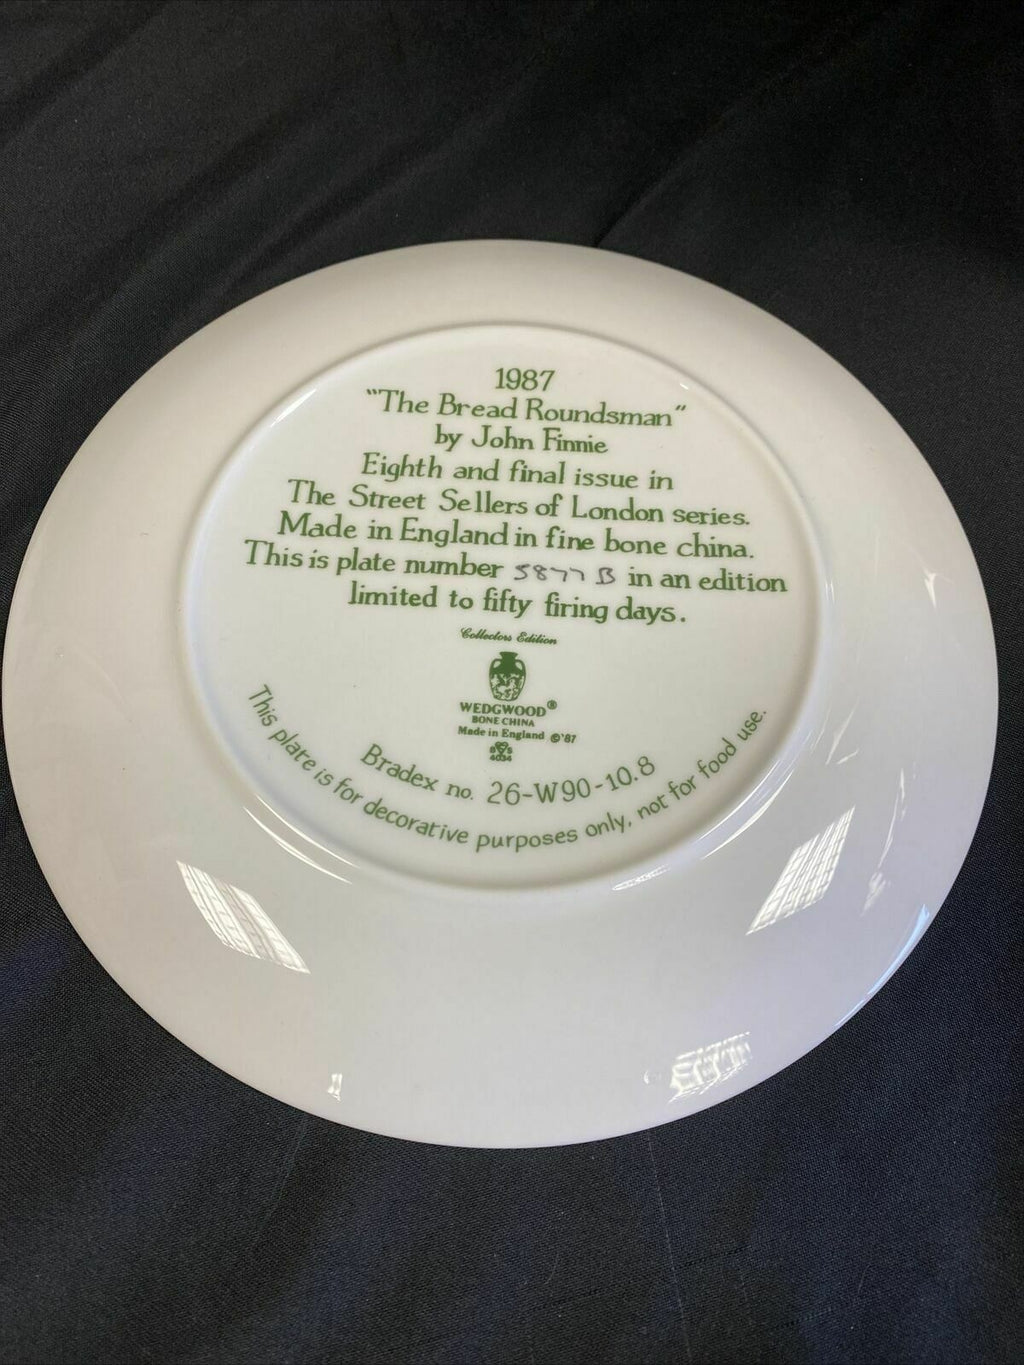 1987
“The Bread Roundsman”
by John Finnie
Eighth and final issue in
The Street Sellers of London series.
Made in England in fine bone china.
This is plate number 5877 B in an edition
limited to fifty firing days.
Collectors Edition
WEDGWOOD®
BONE CHINA
Made in England ©'87
4034
Bradex no. 26-W90-10.8
This plate is for decorative purposes only, not for food use.